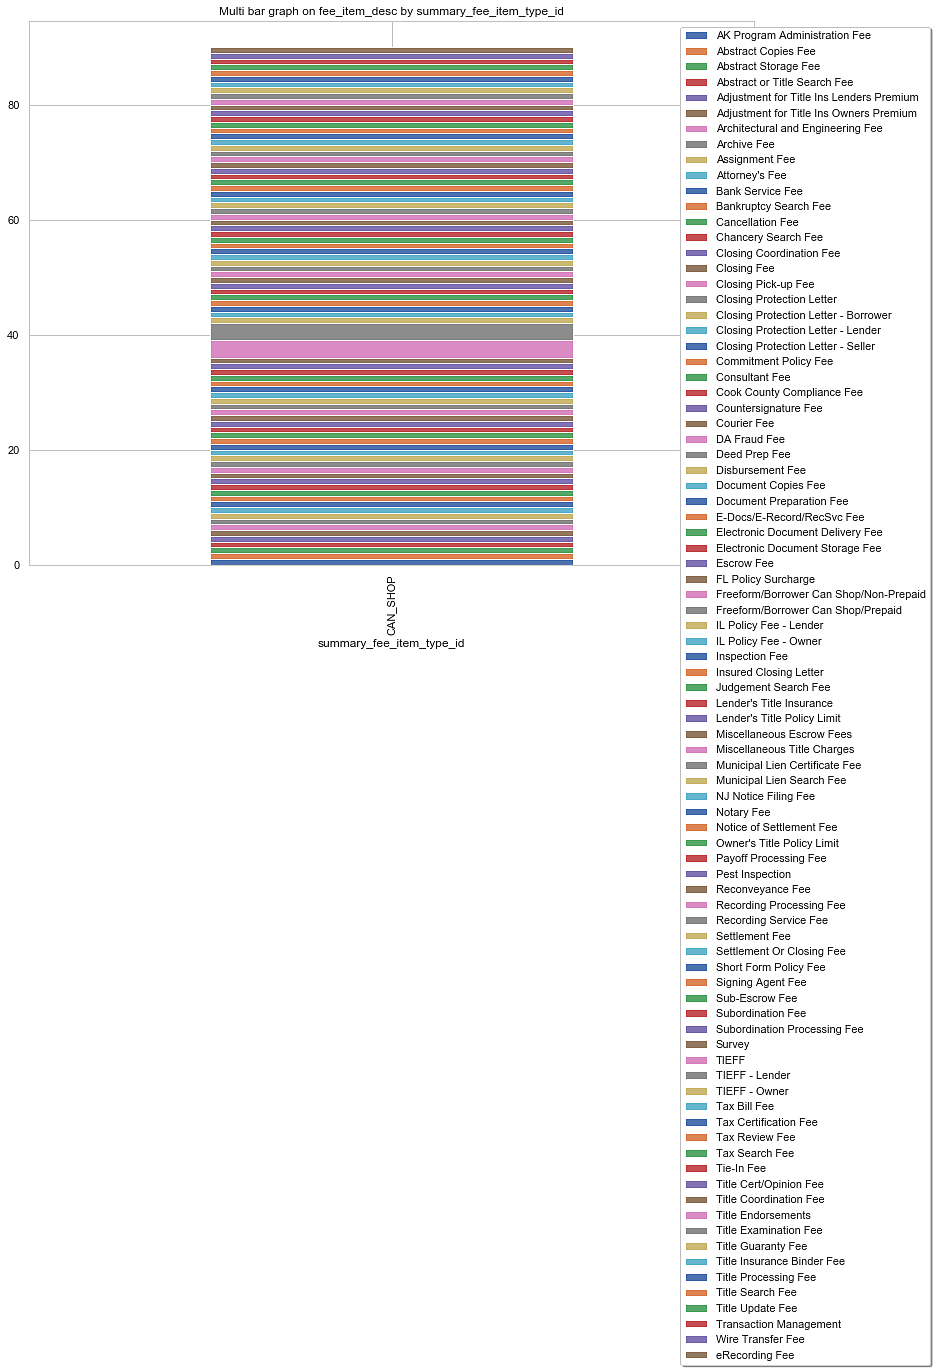 Multi bar graph on fee_item_desc by summary_fee_item_type_id
80
60
40
20
0
CAN_SHOP
summary_fee_item_type_id
AK Program Administration Fee
Abstract Copies Fee
Abstract Storage Fee
Abstract or Title Search Fee
Adjustment for Title Ins Lenders Premium
Adjustment for Title Ins Owners Premium
Architectural and Engineering Fee
Archive Fee
Assignment Fee
Attorney's Fee
Bank Service Fee
Bankruptcy Search Fee
Cancellation Fee
Chancery Search Fee
Closing Coordination Fee
Closing Fee
Closing Pick-up Fee
Closing Protection Letter
Closing Protection Letter - Borrower
Closing Protection Letter - Lender
Closing Protection Letter - Seller
Commitment Policy Fee
Consultant Fee
Cook County Compliance Fee
Countersignature Fee
Courier Fee
DA Fraud Fee
Deed Prep Fee
Disbursement Fee
Document Copies Fee
Document Preparation Fee
E-Docs/E-Record/RecSvc Fee
Electronic Document Delivery Fee
Electronic Document Storage Fee
Escrow Fee
FL Policy Surcharge
Freeform/Borrower Can Shop/Non-Prepaid
Freeform/Borrower Can Shop/Prepaid
IL Policy Fee - Lender
IL Policy Fee - Owner
Inspection Fee
Insured Closing Letter
Judgement Search Fee
Lender's Title Insurance
Lender's Title Policy Limit
Miscellaneous Escrow Fees
Miscellaneous Title Charges
Municipal Lien Certificate Fee
Municipal Lien Search Fee
NJ Notice Filing Fee
Notary Fee
Notice of Settlement Fee
Owner's Title Policy Limit
Payoff Processing Fee
Pest Inspection
Reconveyance Fee
Recording Processing Fee
Recording Service Fee
Settlement Fee
Settlement Or Closing Fee
Short Form Policy Fee
Signing Agent Fee
Sub-Escrow Fee
Subordination Fee
Subordination Processing Fee
Survey
TIEFF
TIEFF - Lender
TIEFF - Owner
Tax Bill Fee
Tax Certification Fee
Tax Review Fee
Tax Search Fee
Tie-In Fee
Title Cert/Opinion Fee
Title Coordination Fee
Title Endorsements
Title Examination Fee
Title Guaranty Fee
Title Insurance Binder Fee
Title Processing Fee
Title Search Fee
Title Update Fee
Transaction Management
Wire Transfer Fee
eRecording Fee